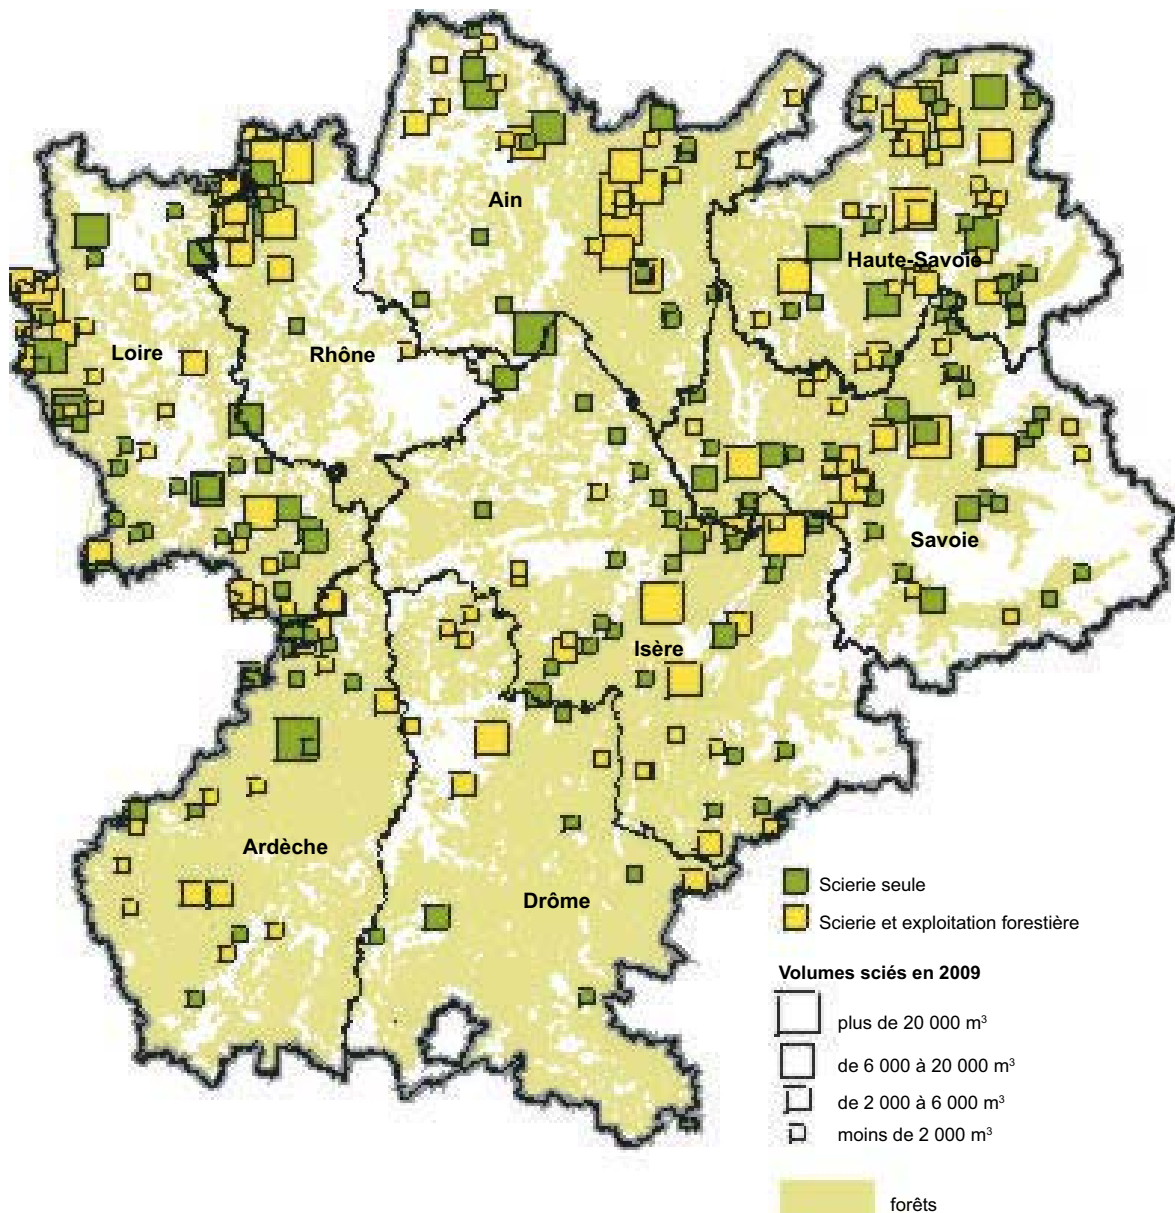 Ain
Haute-Savoie
Loire
Rhône
Savoie
Isère
Ardèche
Drôme
Scierie seule
Scierie et exploitation forestière
Volumes sciés en 2009
plus de 20 000 m³
de 6 000 à 20 000 m³
de 2 000 à 6 000 m³
moins de 2 000 m³
forêts